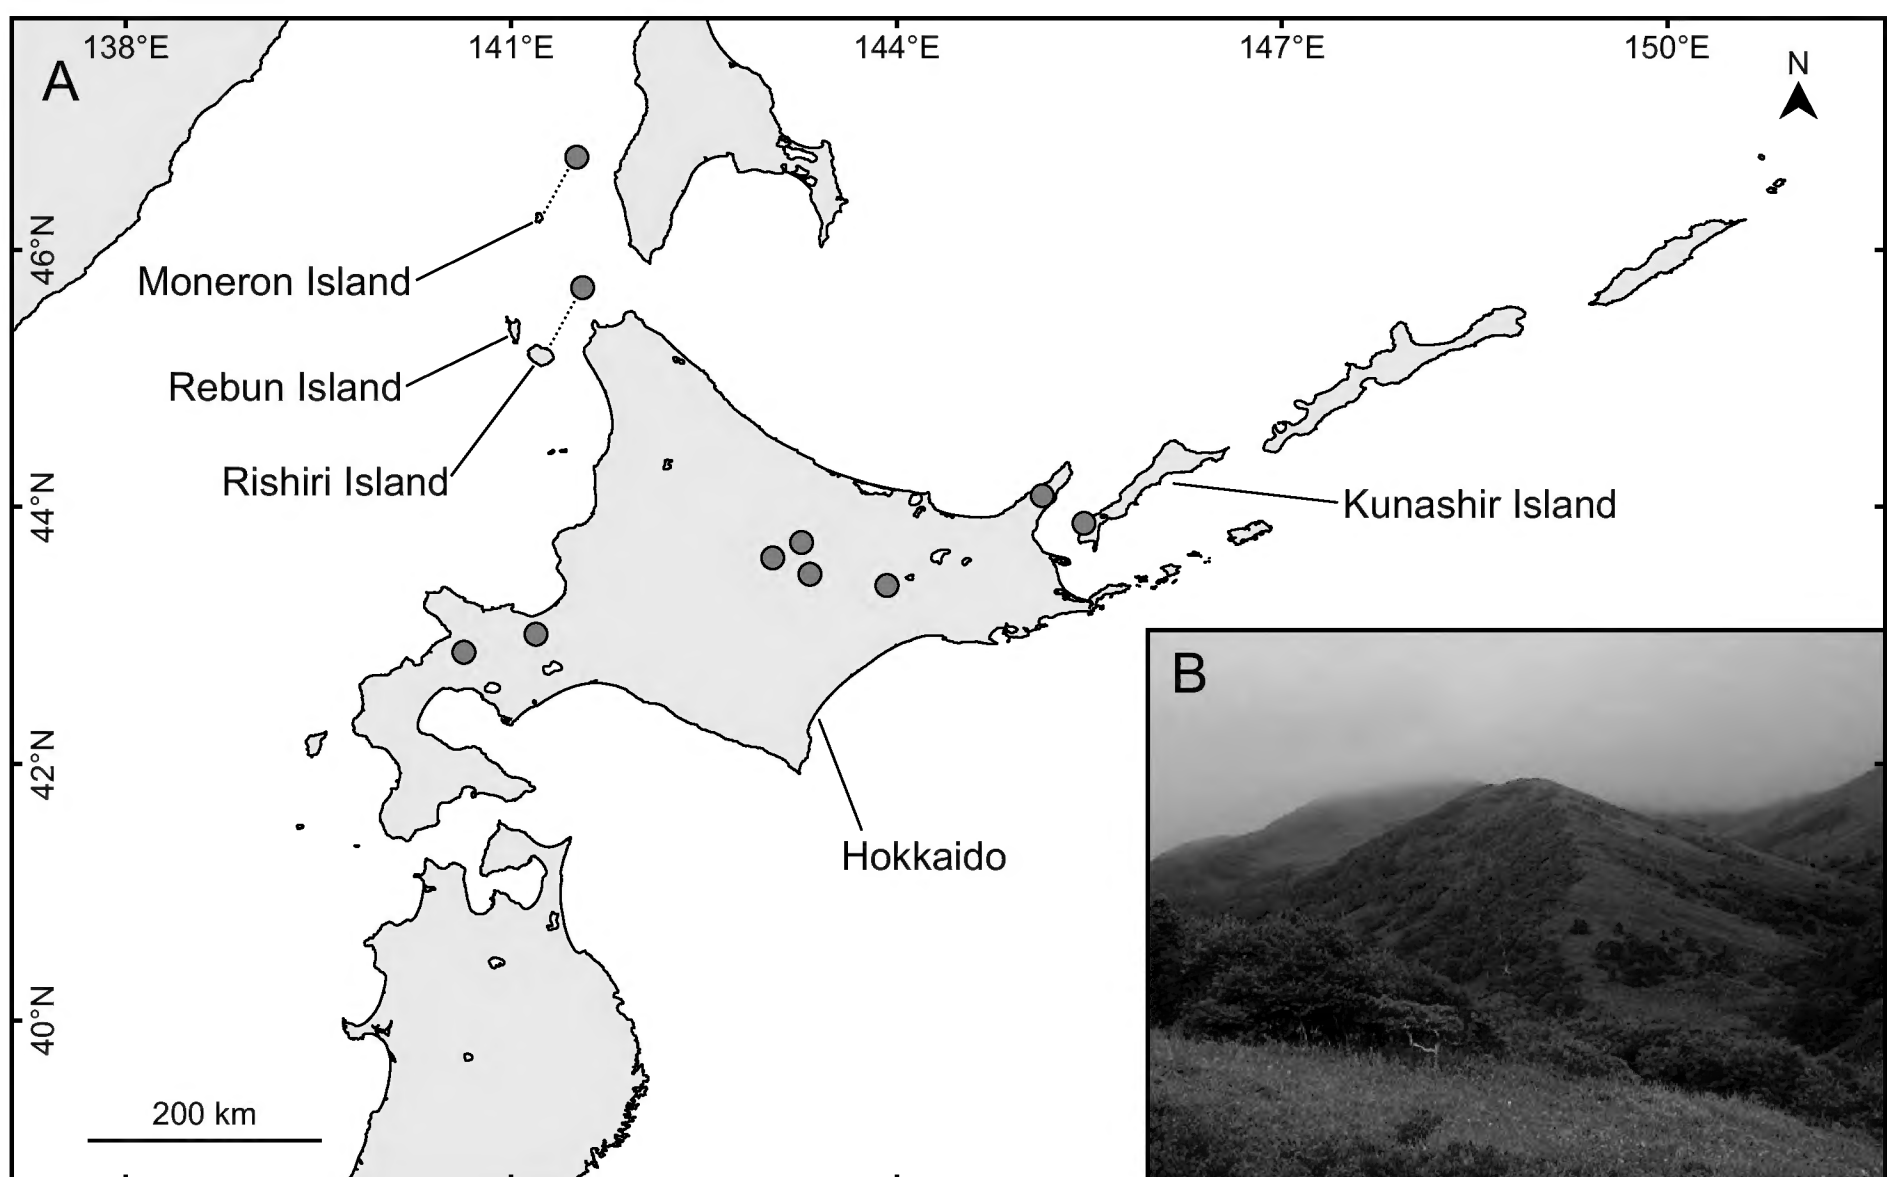 138°E 141°E 144°E 147°E 150°E
A
N
46°N
Moneron Island
Rebun Island
Rishiri Island
44°N
Kunashir Island
B
42°N
Hokkaido
40°N
200 km